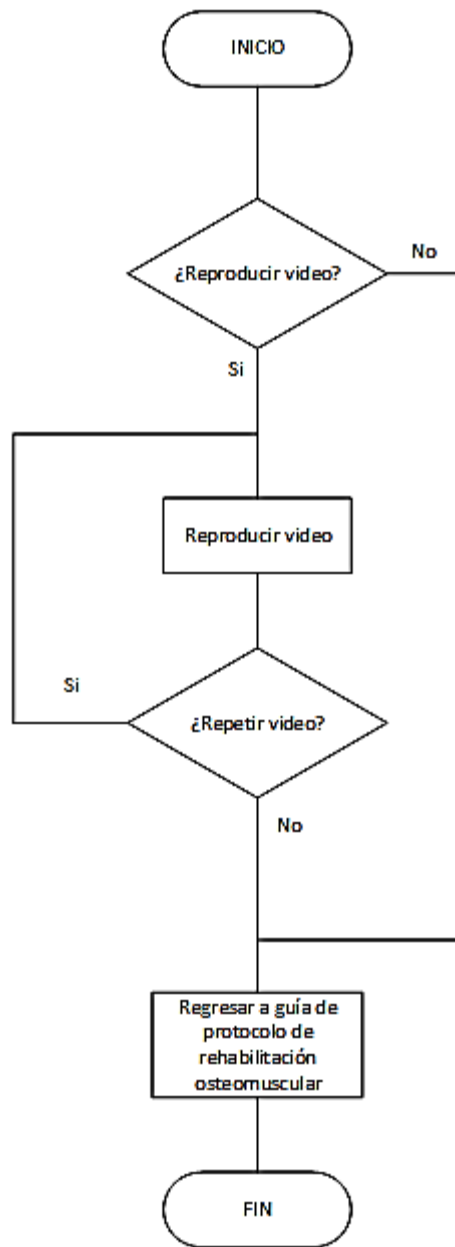 INICIO
¿Reproducir video?
No
Si
Reproducir video
Si
¿Repetir video?
No
Regresar a guía de
protocolo de
rehabilitación
osteomuscular
FIN